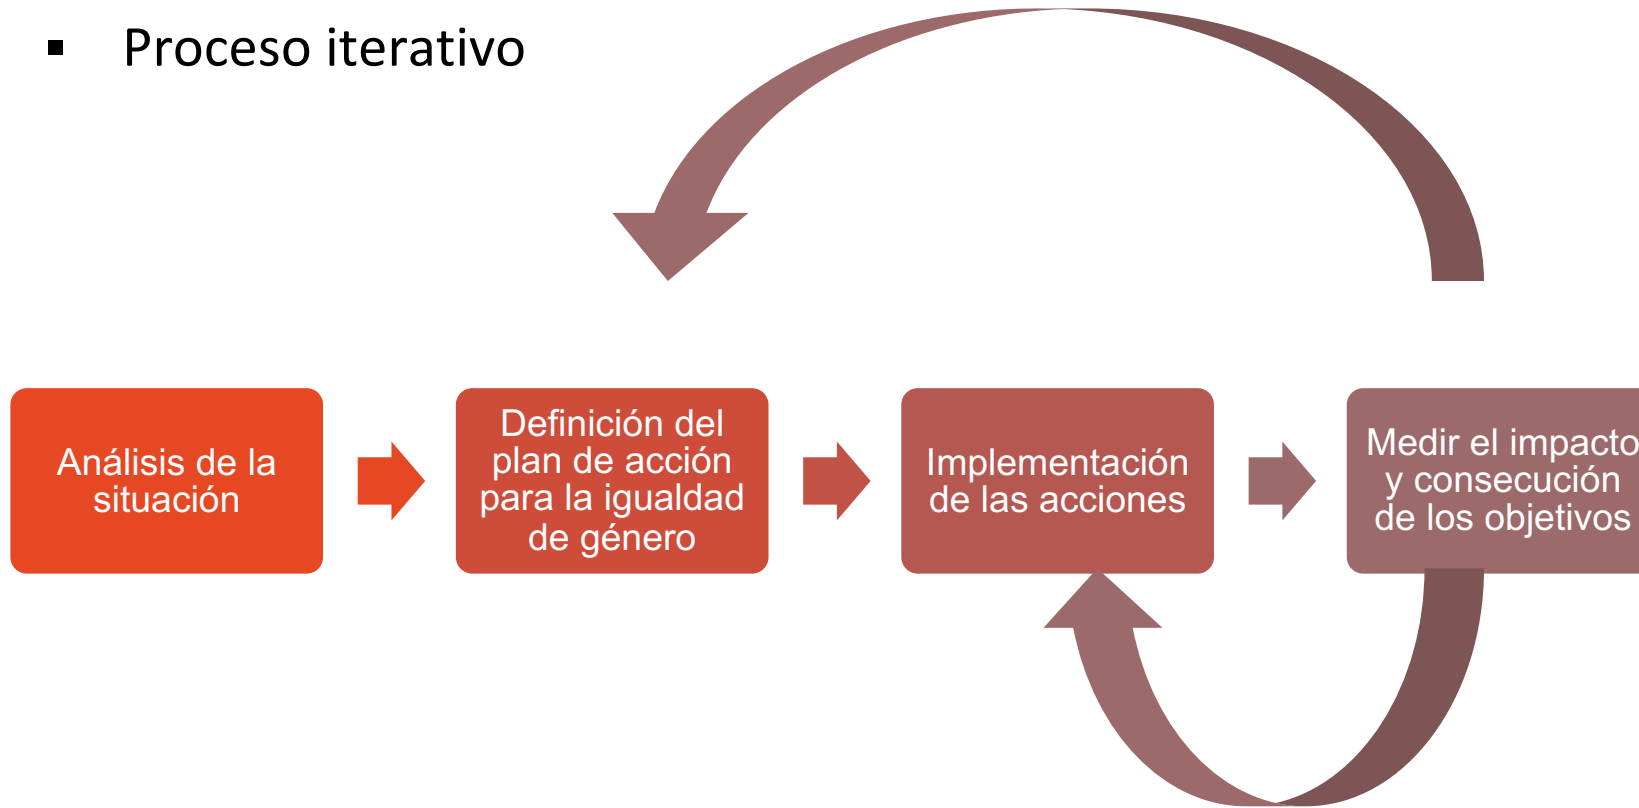 ▪ Proceso iterativo
Análisis de la
situación
Definición del
plan de acción
para la igualdad
de género
Implementación
de las acciones
Medir el impacto
y consecución
de los objetivos